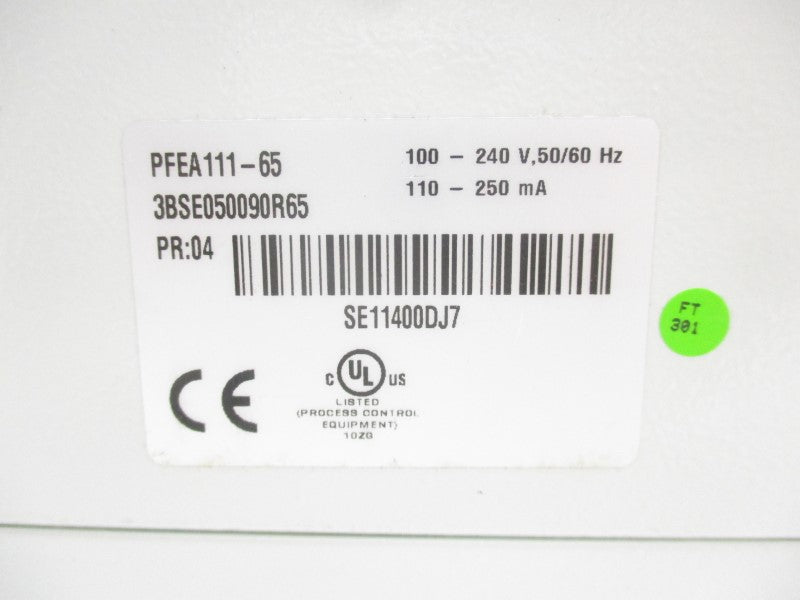 PFEA111-65
100 - 240 V,50/60 Hz
3BSE050090R65
110 - 250 mA
PR:04
SE11400DJ7
CE
C UL US
LISTED
(PROCESS CONTROL
EQUIPMENT)
10ZG
FT
301